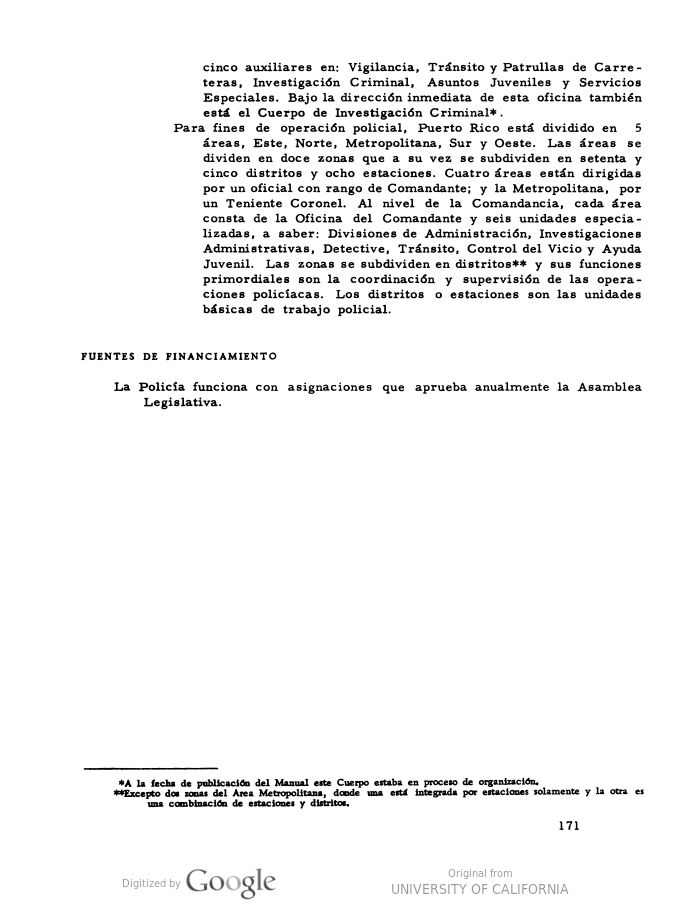 cinco auxiliares en: Vigilancia, Tránsito y Patrullas de Carre-
teras, Investigación Criminal, Asuntos Juveniles y Servicios
Especiales. Bajo la dirección inmediata de esta oficina también
está el Cuerpo de Investigación Criminal*.
Para fines de operación policial, Puerto Rico está dividido en 5
áreas, Este, Norte, Metropolitana, Sur y Oeste. Las áreas se
dividen en doce zonas que a su vez se subdividen en setenta y
cinco distritos y ocho estaciones. Cuatro áreas están dirigidas
por un oficial con rango de Comandante; y la Metropolitana, por
un Teniente Coronel. Al nivel de la Comandancia, cada área
consta de la Oficina del Comandante y seis unidades especia-
lizadas, a saber: Divisiones de Administración, Investigaciones
Administrativas, Detective, Tránsito, Control del Vicio y Ayuda
Juvenil. Las zonas se subdividen en distritos** y sus funciones
primordiales son la coordinación y supervisión de las opera-
ciones policíacas. Los distritos o estaciones son las unidades
básicas de trabajo policial.
FUENTES DE FINANCIAMIENTO
La Policía funciona con asignaciones que aprueba anualmente la Asamblea
Legislativa.
*A la fecha de publicación del Manual este Cuerpo estaba en proceso de organización.
**Excepto dos zonas del Area Metropolitana, donde una está integrada por estaciones solamente y la otra es
una combinación de estaciones y distritos.
171
Digitized by Google
Original from
UNIVERSITY OF CALIFORNIA